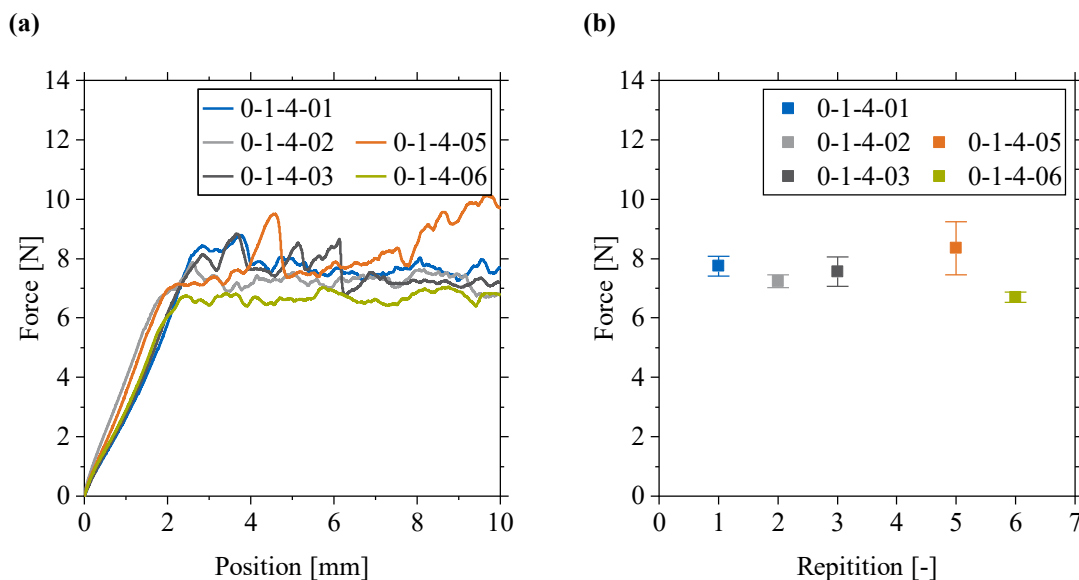 (a)
14
12
10
8
6
4
2
0
Force [N]
0-1-4-01
0-1-4-02 0-1-4-05
0-1-4-03 0-1-4-06
0 2 4 6 8 10
Position [mm]
(b)
14
12
10
8
6
4
2
0
Force [N]
0-1-4-01
0-1-4-02 0-1-4-05
0-1-4-03 0-1-4-06
0 1 2 3 4 5 6 7
Repitition [-]